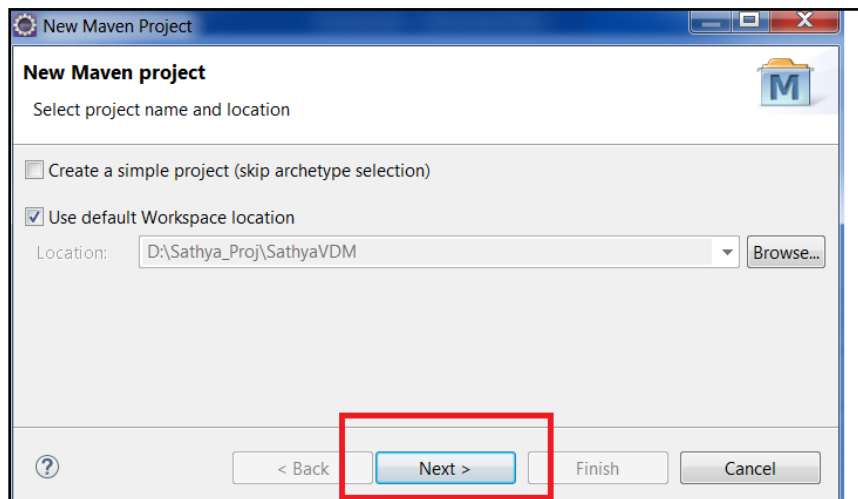 New Maven Project
New Maven project
Select project name and location
M
Create a simple project (skip archetype selection)
Use default Workspace location
Location: D:\Sathya_Proj\SathyaVDM Browse...
? < Back Next > Finish Cancel